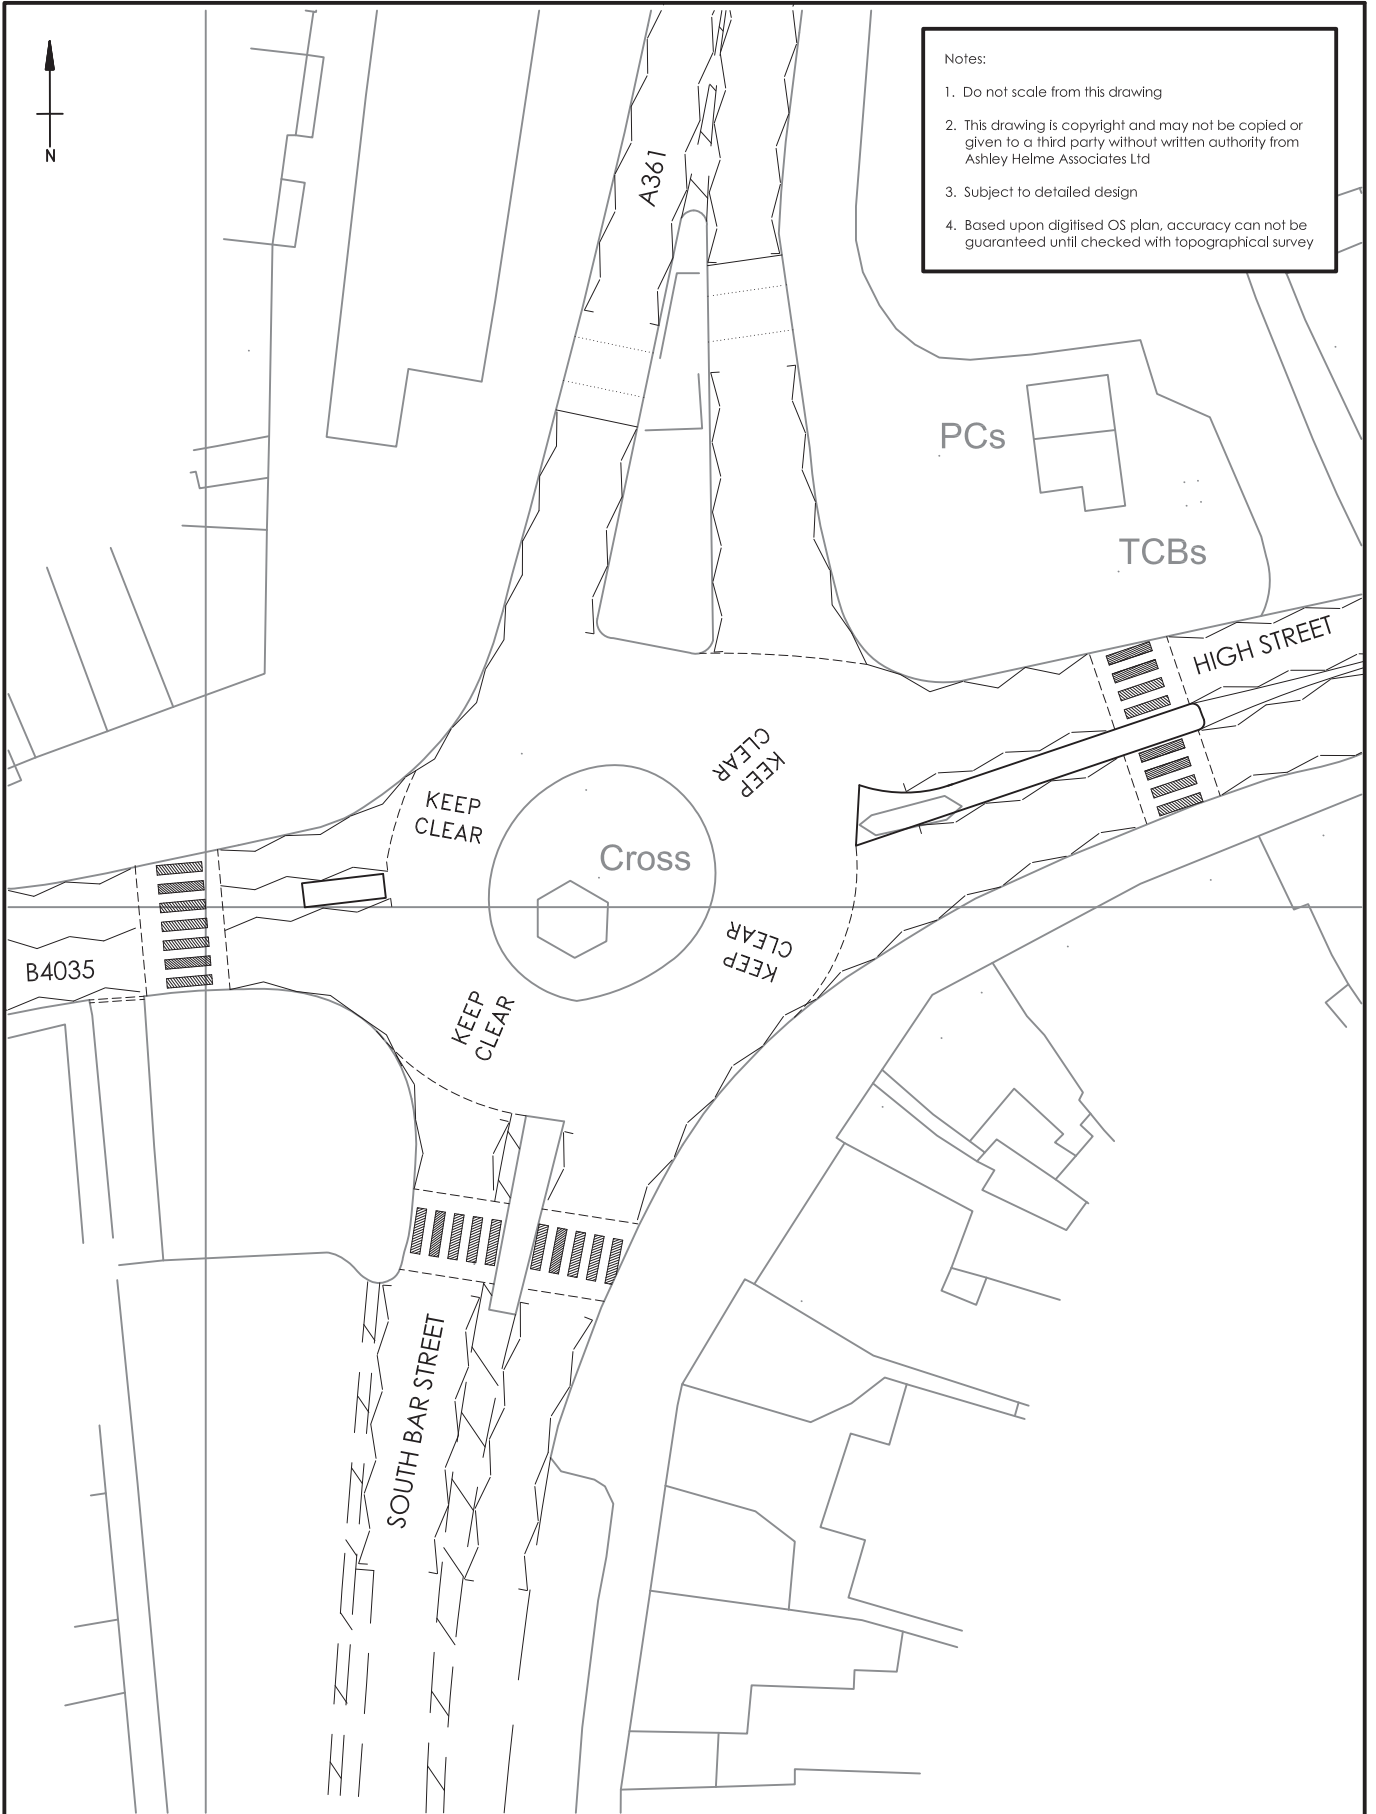 Notes:
1. Do not scale from this drawing
2. This drawing is copyright and may not be copied or
given to a third party without written authority from
Ashley Helme Associates Ltd
3. Subject to detailed design
4. Based upon digitised OS plan, accuracy can not be
guaranteed until checked with topographical survey
N
A361
PCs
TCBs
HIGH STREET
KEEP
CLEAR
KEEP
CLEAR
Cross
KEEP
CLEAR
B4035
KEEP
CLEAR
SOUTH BAR STREET